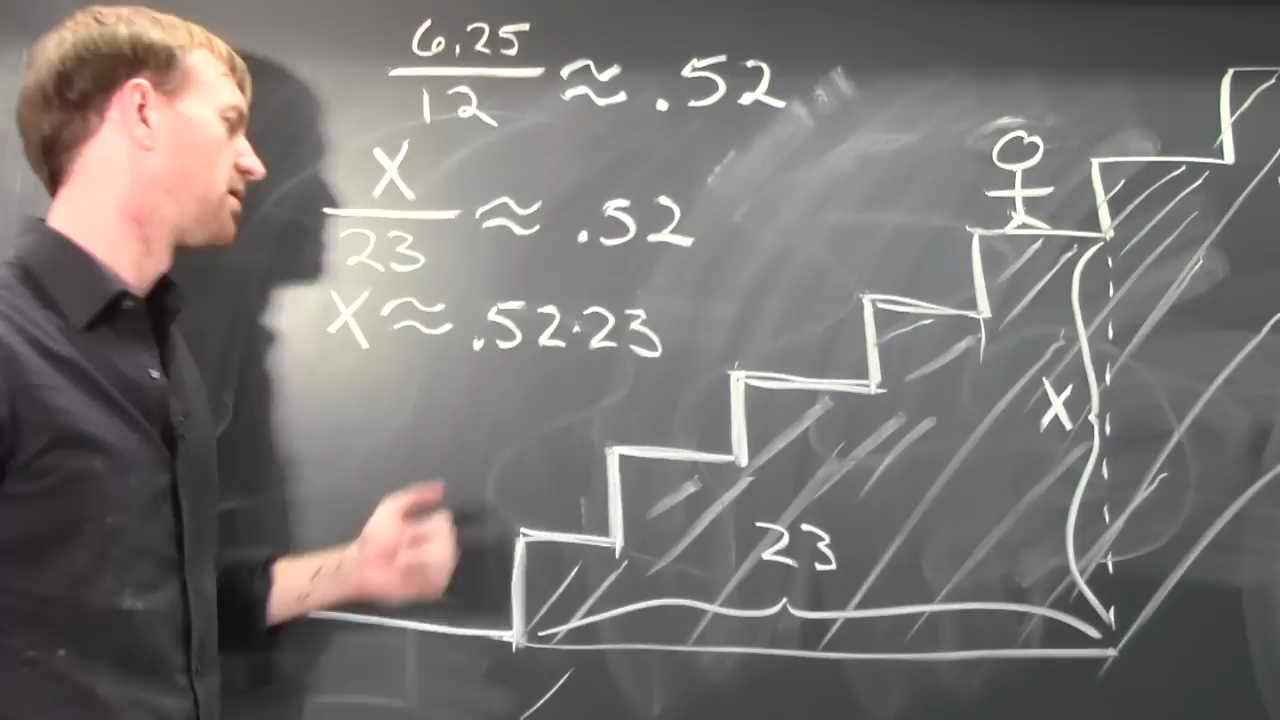 6.25
12 ≈ .52
X
23 ≈ .52
X ≈ .52·23
X
23